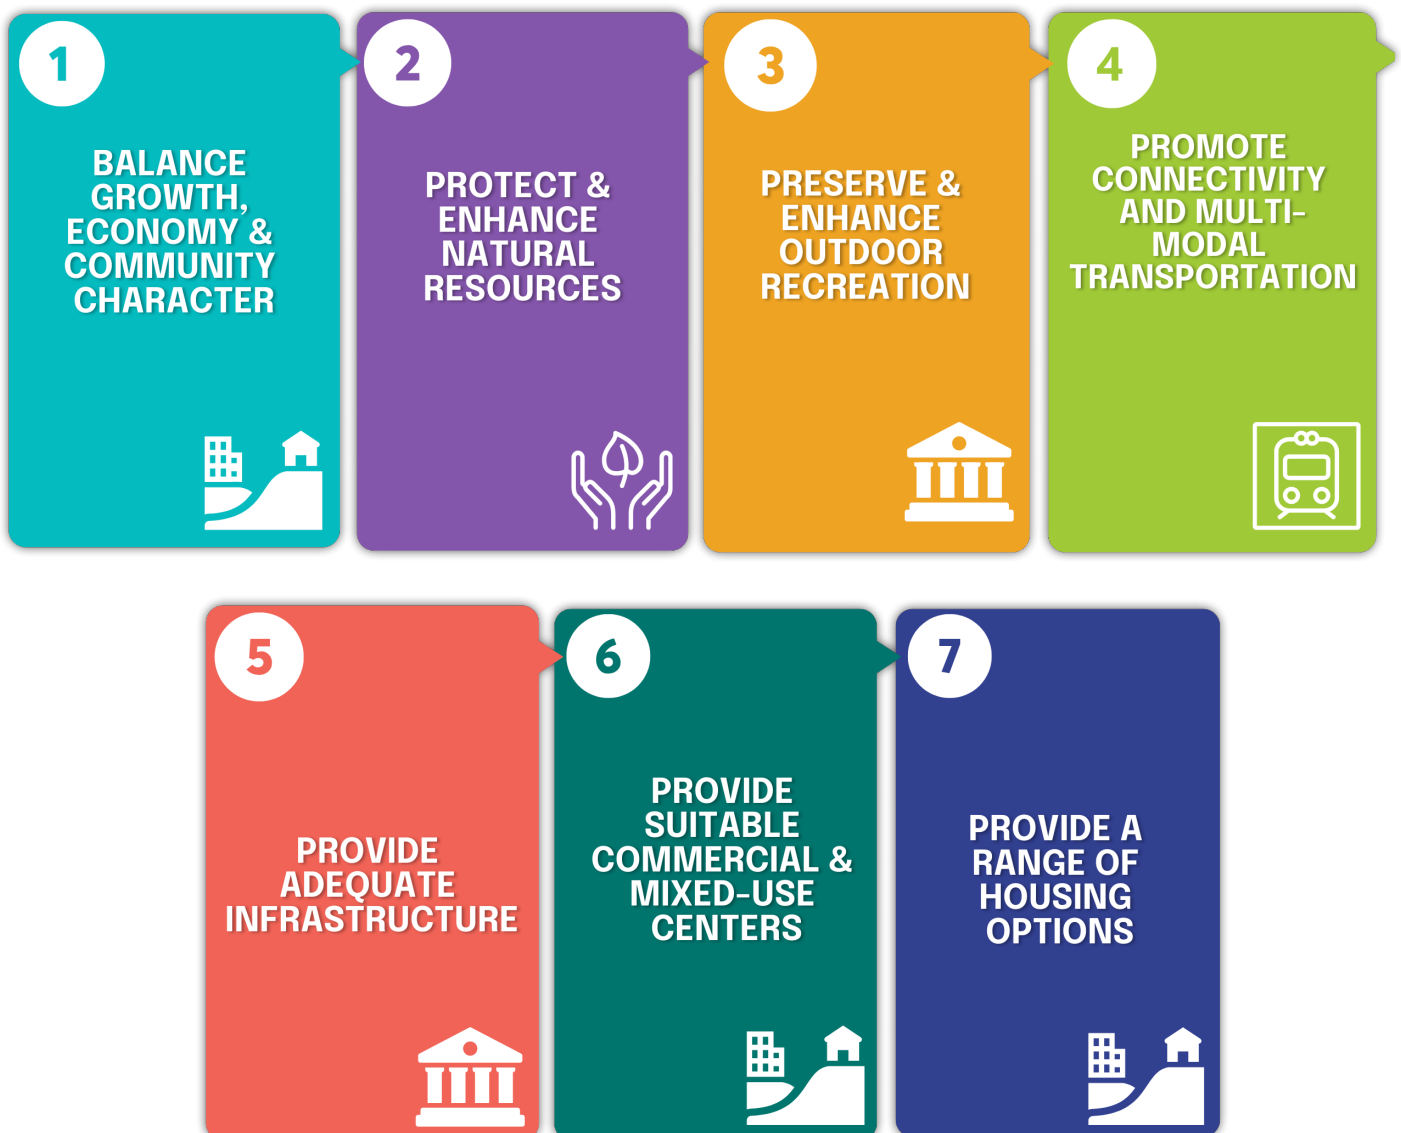 1
BALANCE
GROWTH,
ECONOMY &
COMMUNITY
CHARACTER
2
PROTECT &
ENHANCE
NATURAL
RESOURCES
3
PRESERVE &
ENHANCE
OUTDOOR
RECREATION
4
PROMOTE
CONNECTIVITY
AND MULTI-
MODAL
TRANSPORTATION
5
PROVIDE
ADEQUATE
INFRASTRUCTURE
6
PROVIDE
SUITABLE
COMMERCIAL &
MIXED-USE
CENTERS
7
PROVIDE A
RANGE OF
HOUSING
OPTIONS